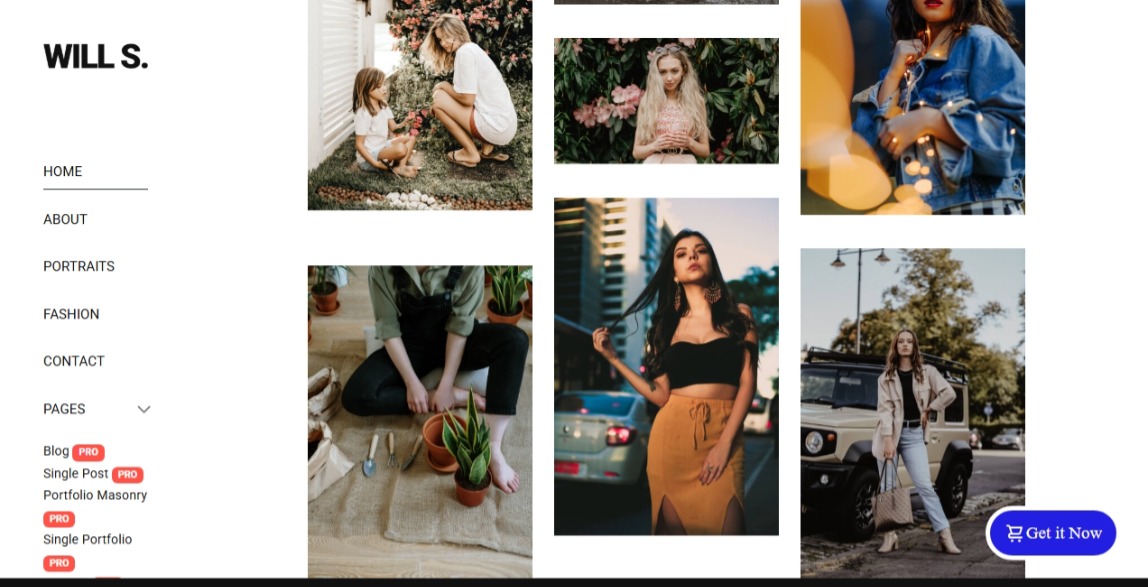 WILL S.
HOME
ABOUT
PORTRAITS
FASHION
CONTACT
PAGES
Blog PRO
Single Post PRO
Portfolio Masonry
PRO
Single Portfolio
PRO
Get it Now